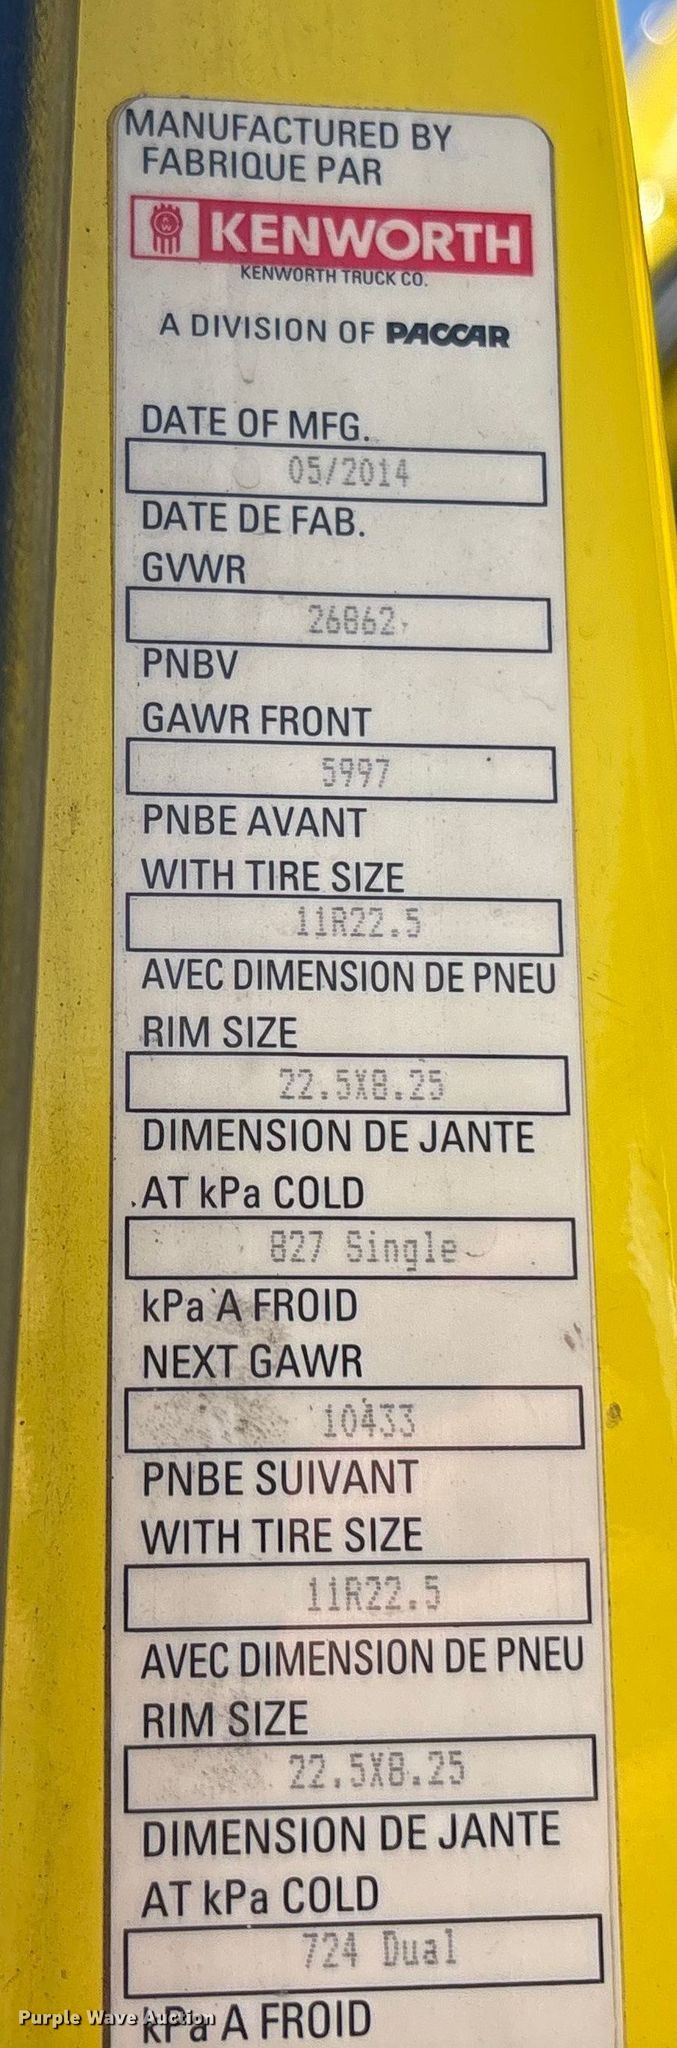 MANUFACTURED BY
FABRIQUE PAR
KW
KENWORTH
KENWORTH TRUCK CO.
A DIVISION OF PACCAR
DATE OF MFG.
05/2014
DATE DE FAB.
GVWR
26862
PNBV
GAWR FRONT
5997
PNBE AVANT
WITH TIRE SIZE
11R22.5
AVEC DIMENSION DE PNEU
RIM SIZE
22.5X8.25
DIMENSION DE JANTE
AT kPa COLD
827 Single
kPa A FROID
NEXT GAWR
10433
PNBE SUIVANT
WITH TIRE SIZE
11R22.5
AVEC DIMENSION DE PNEU
RIM SIZE
22.5X8.25
DIMENSION DE JANTE
AT kPa COLD
724 Dual
kPa A FROID
Purple Wave Auction